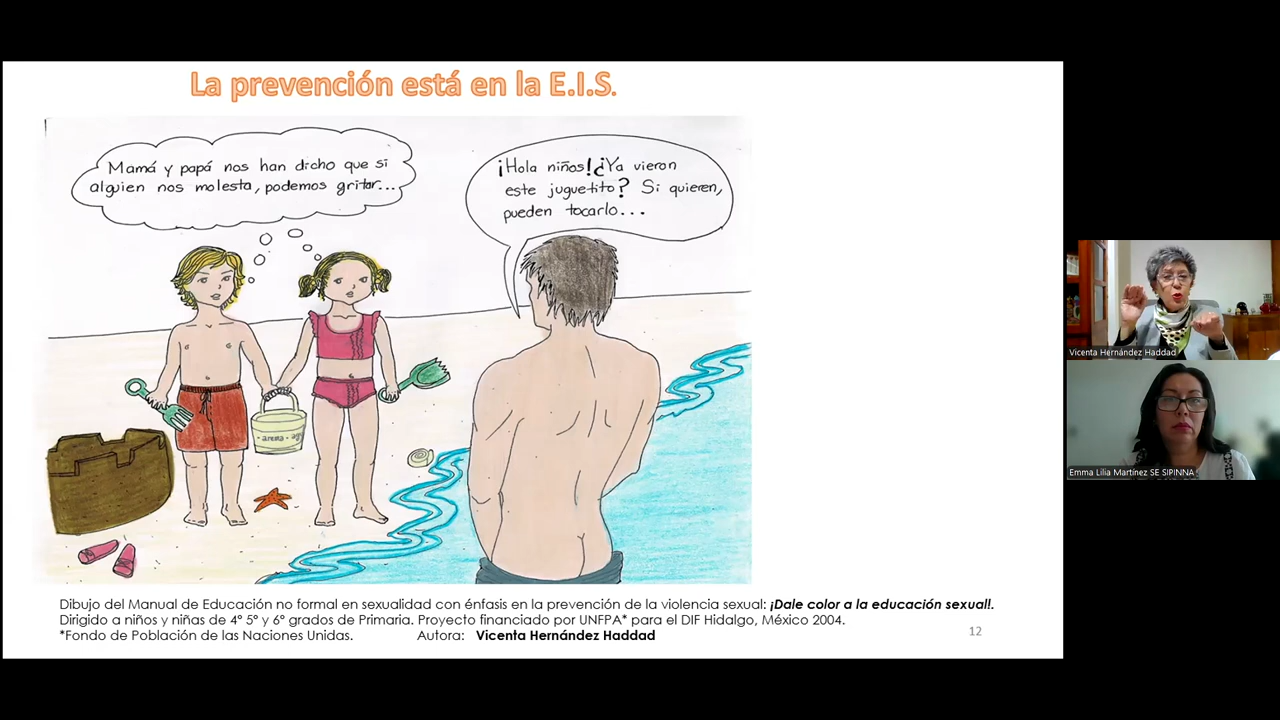 La prevención está en la E.I.S.
Mamá y papá nos han dicho que si
alguien nos molesta, podemos gritar...
¡Hola niños!¿Ya vieron
este juguetito? Si quieren,
pueden tocarlo...
arena
Dibujo del Manual de Educación no formal en sexualidad con énfasis en la prevención de la violencia sexual: ¡Dale color a la educación sexual!.
Dirigido a niños y niñas de 4º 5º y 6º grados de Primaria. Proyecto financiado por UNFPA* para el DIF Hidalgo, México 2004.
*Fondo de Población de las Naciones Unidas. Autora: Vicenta Hernández Haddad
12
Vicenta Hernández Haddad
Emma Lilia Martínez SE SIPINNA